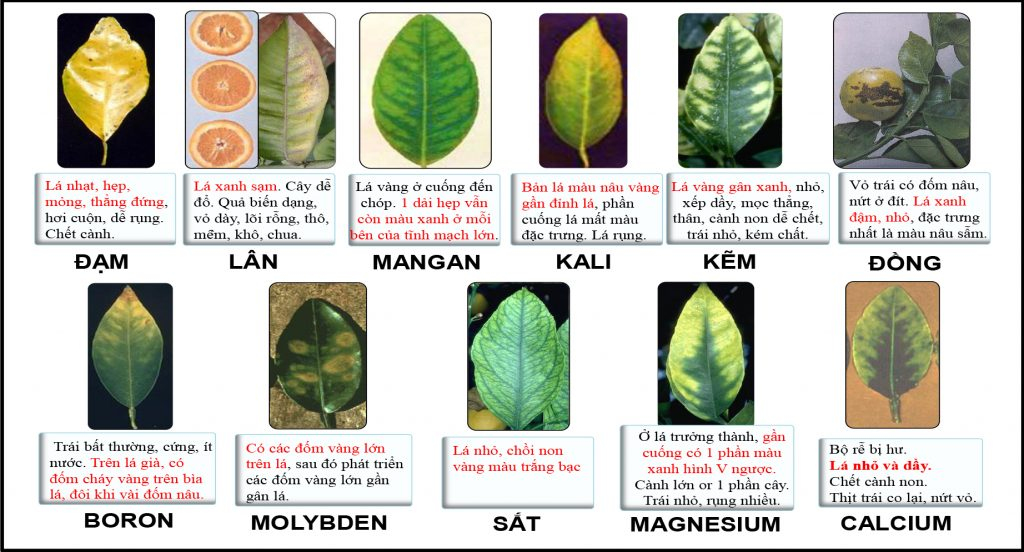 Lá nhạt, hẹp,
mỏng, thẳng đứng,
hơi cuộn, dễ rụng.
Chết cành.
ĐẠM
Lá xanh sạm. Cây dễ
đổ. Quả biến dạng,
vỏ dày, lõi rỗng, thô,
mềm, khô, chua.
LÂN
Lá vàng ở cuống đến
chóp. 1 dải hẹp vẫn
còn màu xanh ở mỗi
bên của tĩnh mạch lớn.
MANGAN
Bản lá màu nâu vàng
gần đỉnh lá, phần
cuống lá mất màu
đặc trưng. Lá rụng.
KALI
Lá vàng gân xanh, nhỏ,
xếp dầy, mọc thẳng,
thân, cành non dễ chết,
trái nhỏ, kém chất.
KẼM
Vỏ trái có đốm nâu,
nứt ở đít. Lá xanh
đậm, nhỏ, đặc trưng
nhất là màu nâu sẫm.
ĐỒNG
Trái bất thường, cứng, ít
nước. Trên lá già, có
đốm cháy vàng trên bìa
lá, đôi khi vài đốm nâu.
BORON
Có các đốm vàng lớn
trên lá, sau đó phát triển
các đốm vàng lớn gần
gân lá.
MOLYBDEN
Lá nhỏ, chồi non
vàng màu trắng bạc
SẮT
Ở lá trưởng thành, gần
cuống có 1 phần màu
xanh hình V ngược.
Cành lớn or 1 phần cây.
Trái nhỏ, rụng nhiều.
MAGNESIUM
Bộ rễ bị hư.
Lá nhõ và dầy.
Chết cành non.
Thịt trái co lại, nứt vỏ.
CALCIUM